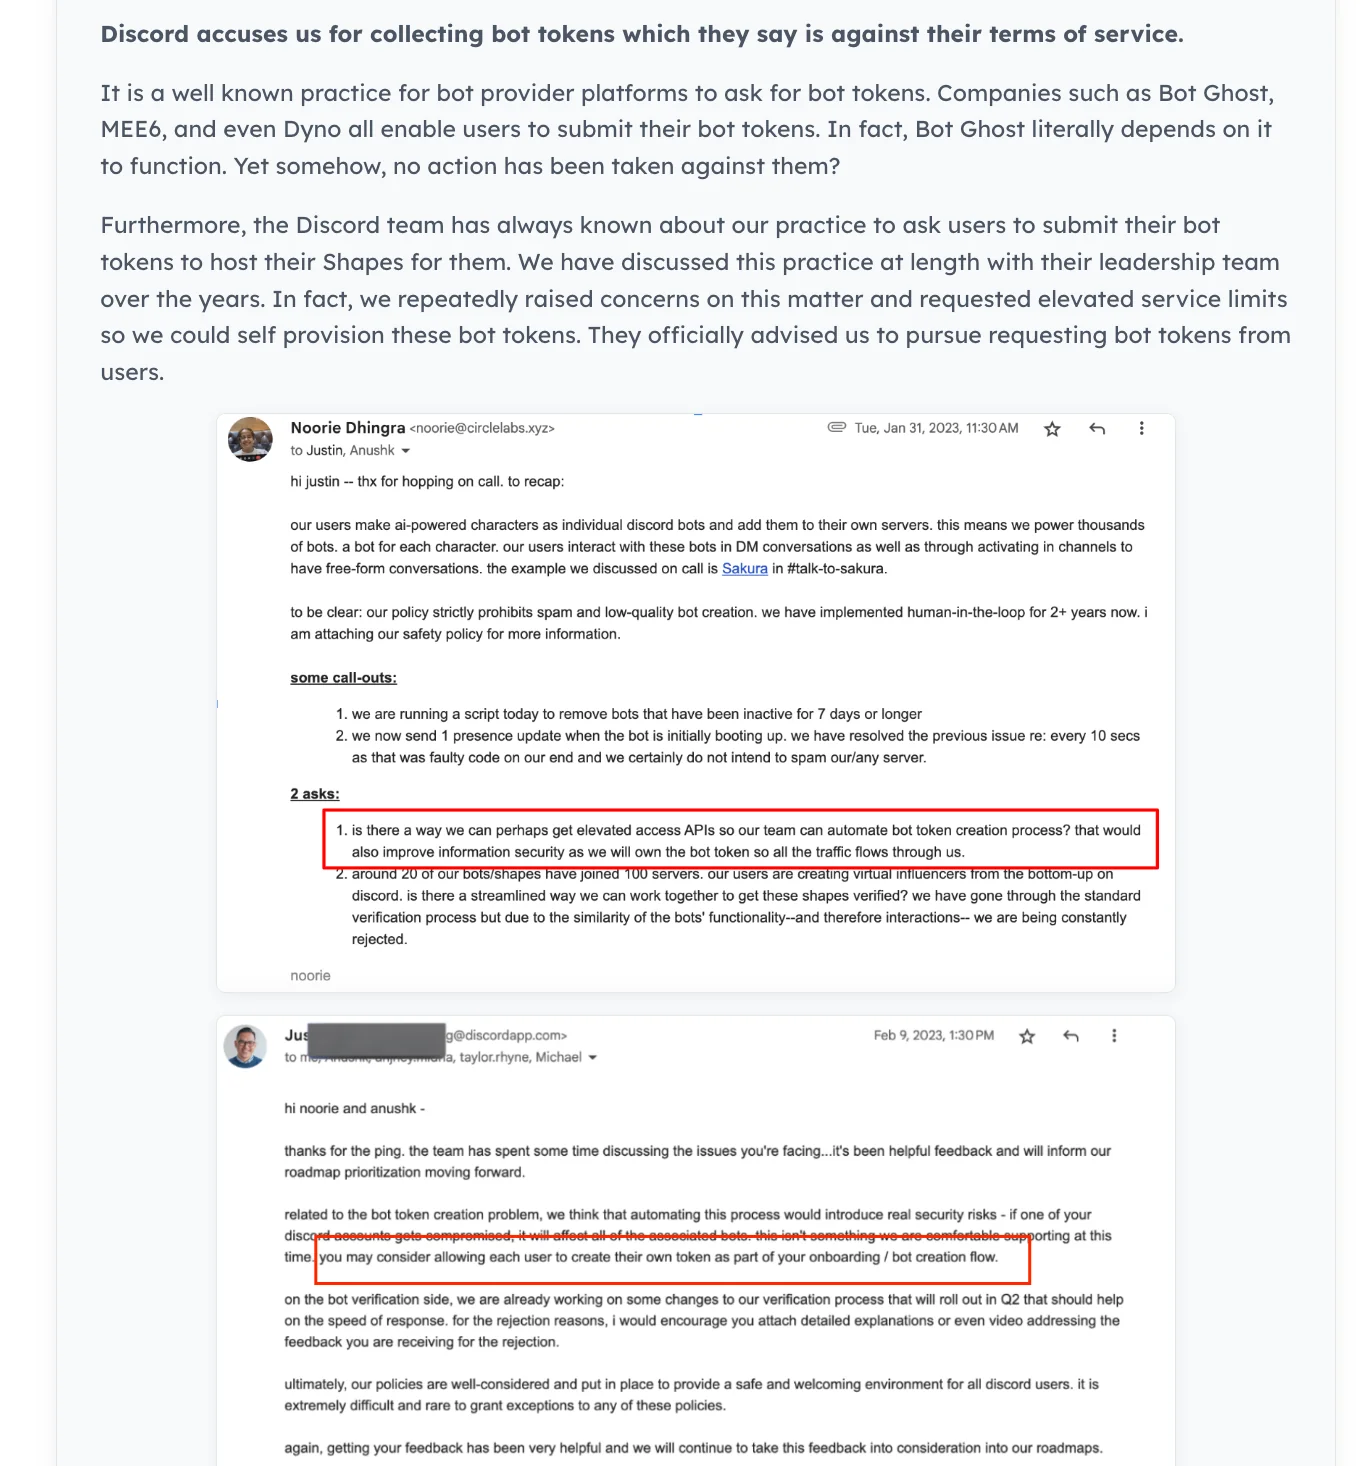 Discord accuses us for collecting bot tokens which they say is against their terms of service.
It is a well known practice for bot provider platforms to ask for bot tokens. Companies such as Bot Ghost,
MEE6, and even Dyno all enable users to submit their bot tokens. In fact, Bot Ghost literally depends on it
to function. Yet somehow, no action has been taken against them?
Furthermore, the Discord team has always known about our practice to ask users to submit their bot
tokens to host their Shapes for them. We have discussed this practice at length with their leadership team
over the years. In fact, we repeatedly raised concerns on this matter and requested elevated service limits
so we could self provision these bot tokens. They officially advised us to pursue requesting bot tokens from
users.
Noorie Dhingra <noorie@circlelabs.xyz> Tue, Jan 31, 2023, 11:30 AM
to Justin, Anushk
hi justin -- thx for hopping on call. to recap:
our users make ai-powered characters as individual discord bots and add them to their own servers. this means we power thousands
of bots. a bot for each character. our users interact with these bots in DM conversations as well as through activating in channels to
have free-form conversations. the example we discussed on call is Sakura in #talk-to-sakura.
to be clear: our policy strictly prohibits spam and low-quality bot creation. we have implemented human-in-the-loop for 2+ years now. i
am attaching our safety policy for more information.
some call-outs:
1. we are running a script today to remove bots that have been inactive for 7 days or longer
2. we now send 1 presence update when the bot is initially booting up. we have resolved the previous issue re: every 10 secs
as that was faulty code on our end and we certainly do not intend to spam our/any server.
2 asks:
1. is there a way we can perhaps get elevated access APIs so our team can automate bot token creation process? that would
also improve information security as we will own the bot token so all the traffic flows through us.
2. around 20 of our bots/shapes have joined 100 servers. our users are creating virtual influencers from the bottom-up on
discord. is there a streamlined way we can work together to get these shapes verified? we have gone through the standard
verification process but due to the similarity of the bots' functionality--and therefore interactions-- we are being constantly
rejected.
noorie
Jus g@discordapp.com> Feb 9, 2023, 1:30 PM
to me, Anushk, taylor.rhyne, Michael
hi noorie and anushk -
thanks for the ping. the team has spent some time discussing the issues you're facing...it's been helpful feedback and will inform our
roadmap prioritization moving forward.
related to the bot token creation problem, we think that automating this process would introduce real security risks - if one of your
discord accounts gets compromised, it will affect all of the associated bots. this isn't something we are comfortable supporting at this
time. you may consider allowing each user to create their own token as part of your onboarding / bot creation flow.
on the bot verification side, we are already working on some changes to our verification process that will roll out in Q2 that should help
on the speed of response. for the rejection reasons, i would encourage you attach detailed explanations or even video addressing the
feedback you are receiving for the rejection.
ultimately, our policies are well-considered and put in place to provide a safe and welcoming environment for all discord users. it is
extremely difficult and rare to grant exceptions to any of these policies.
again, getting your feedback has been very helpful and we will continue to take this feedback into consideration into our roadmaps.